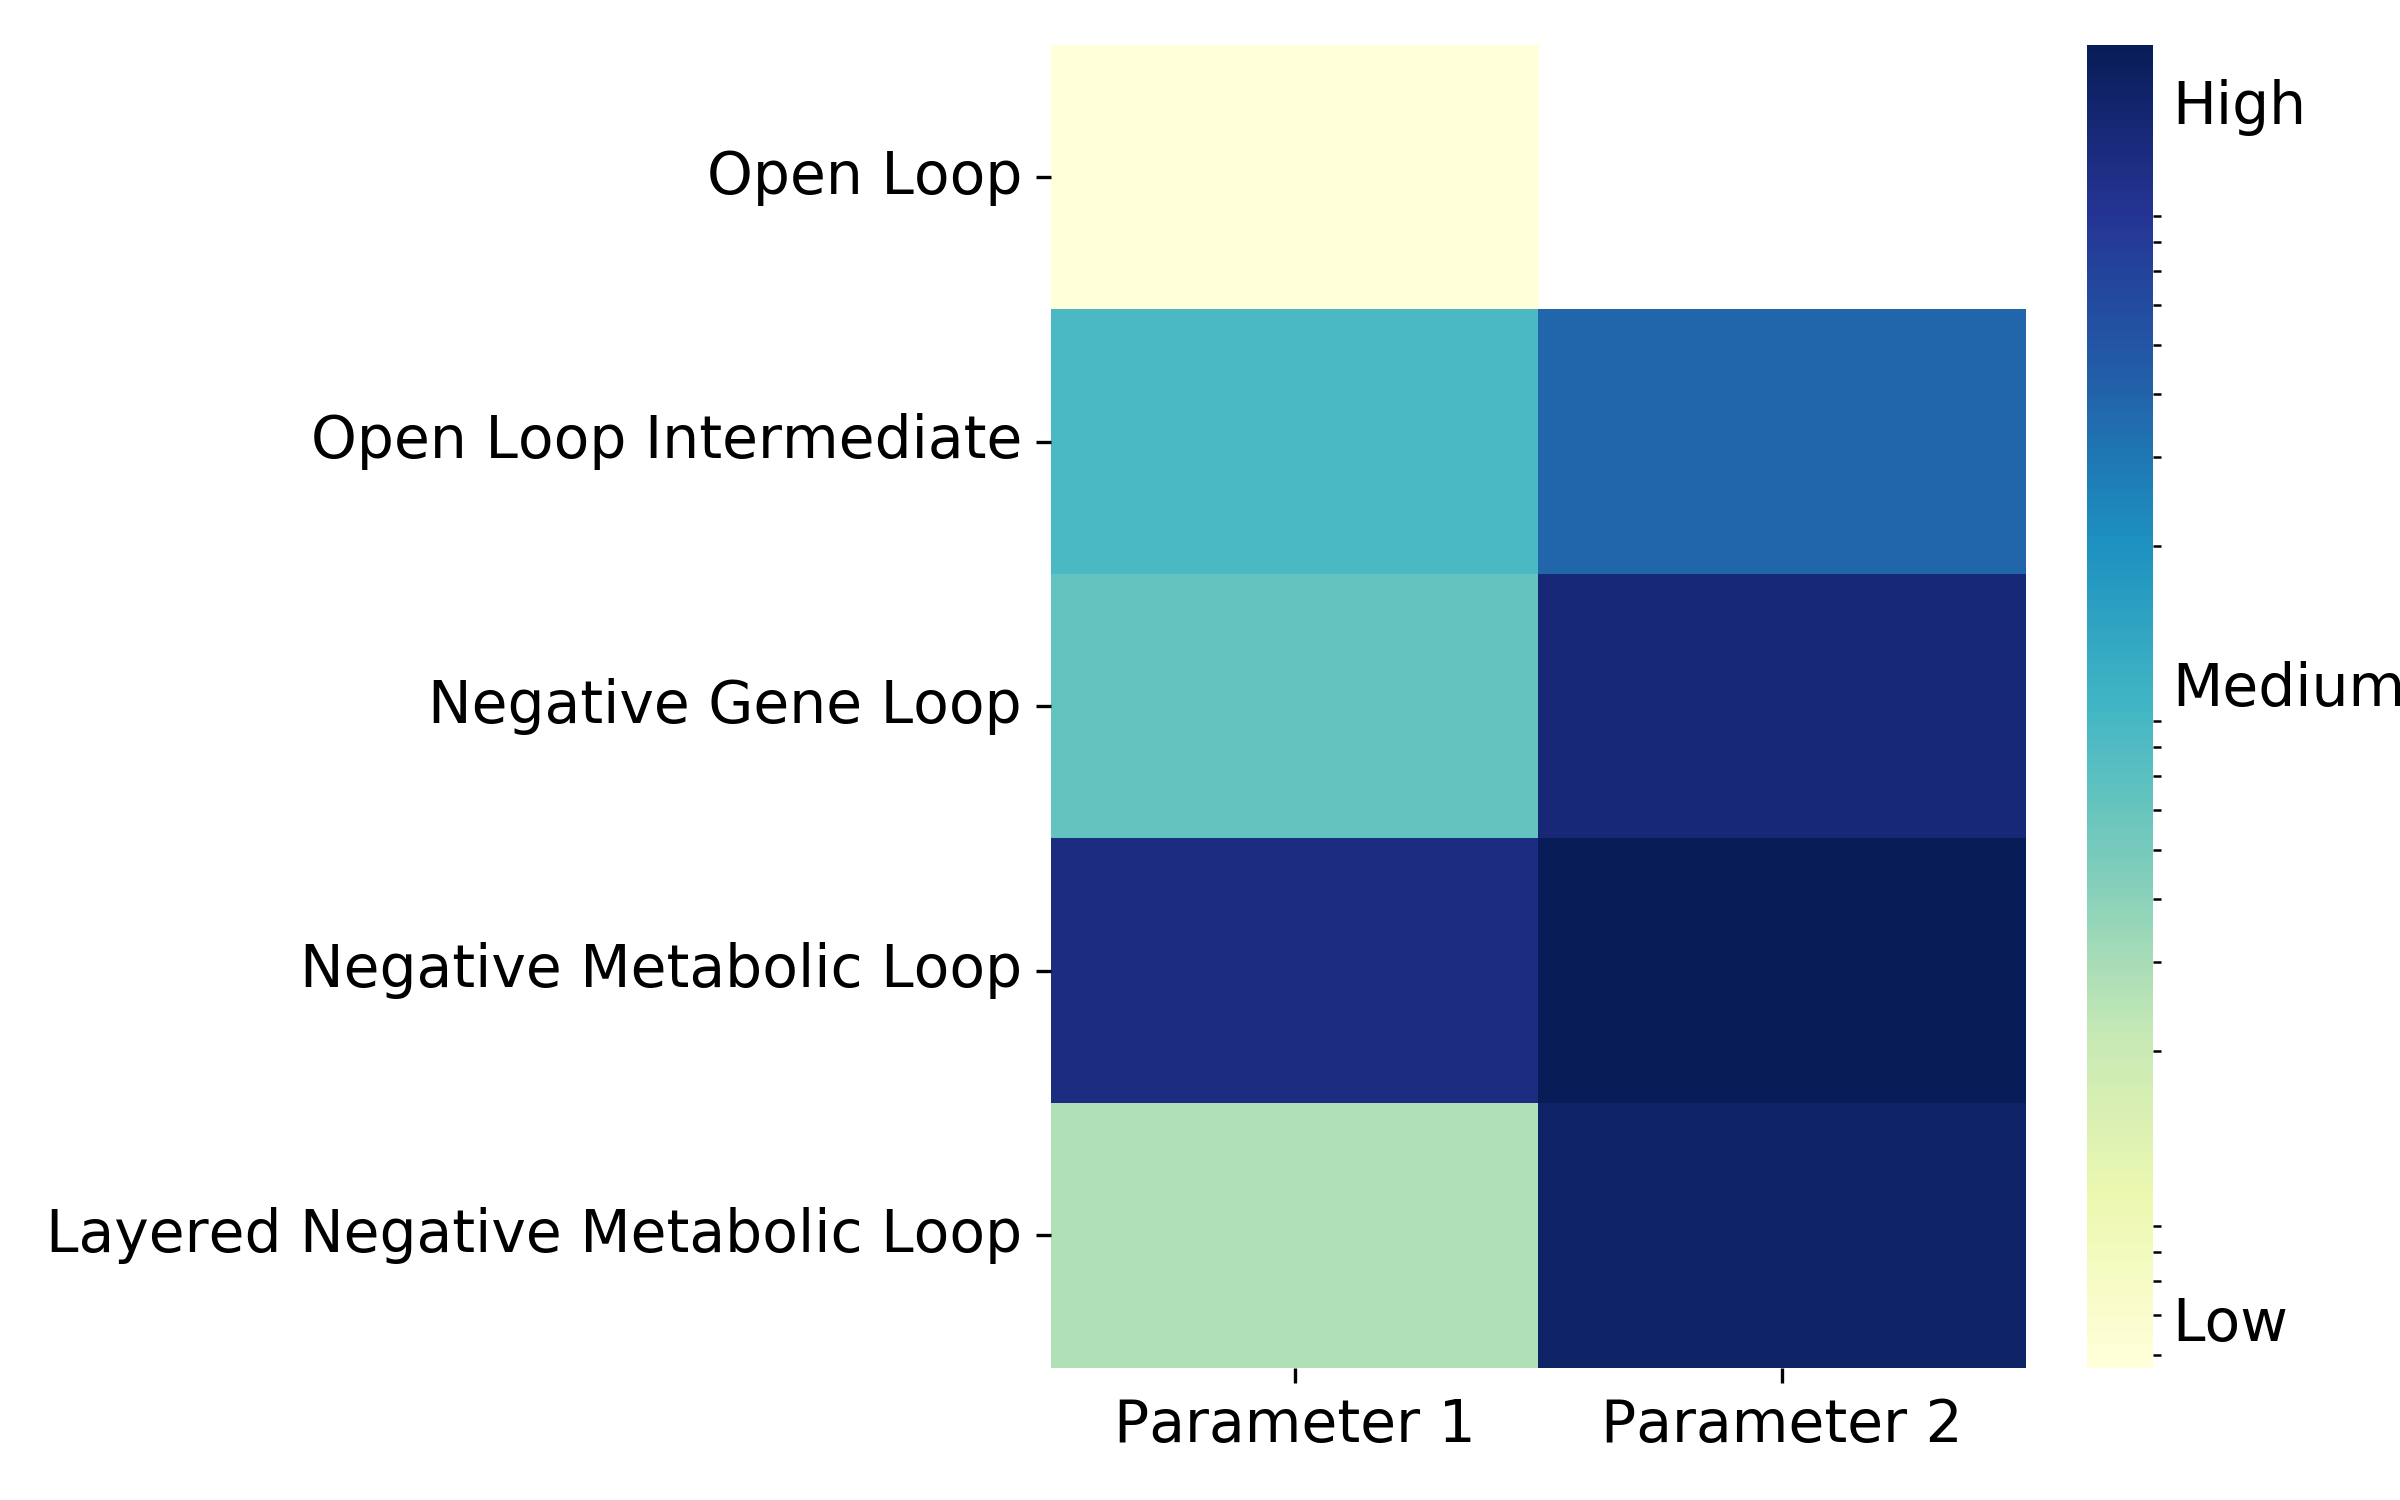 Open Loop
Open Loop Intermediate
Negative Gene Loop
Negative Metabolic Loop
Layered Negative Metabolic Loop
Parameter 1
Parameter 2
High
Medium
Low